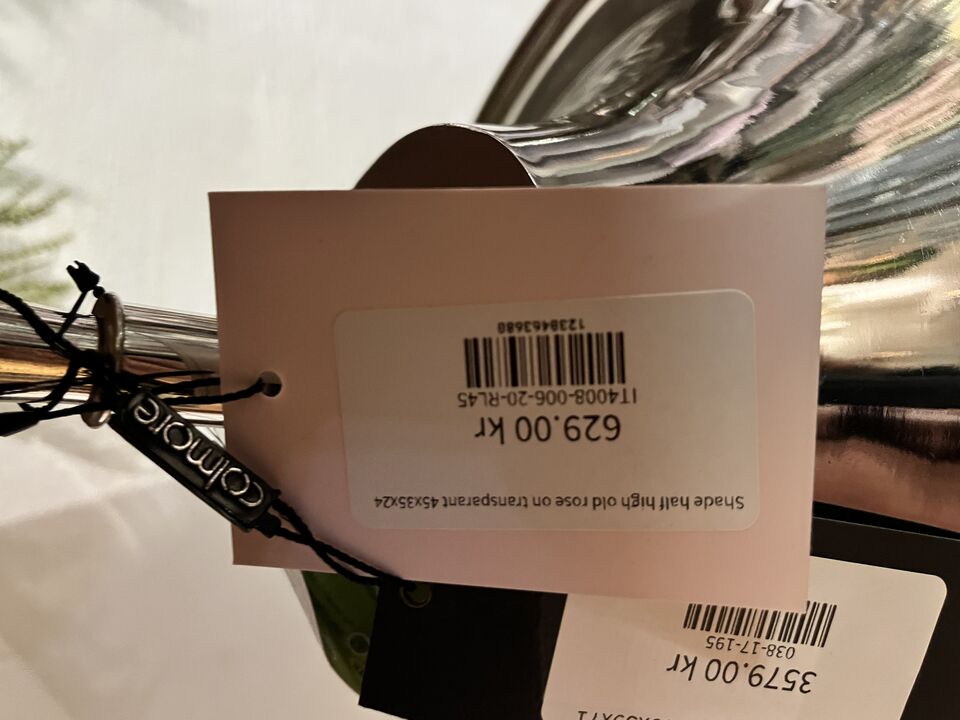 Shade half high old rose on transparant 45x35x24
629.00 kr
IT4008-006-20-RL45
1238463680
colmore
3579.00 kr
038-17-195